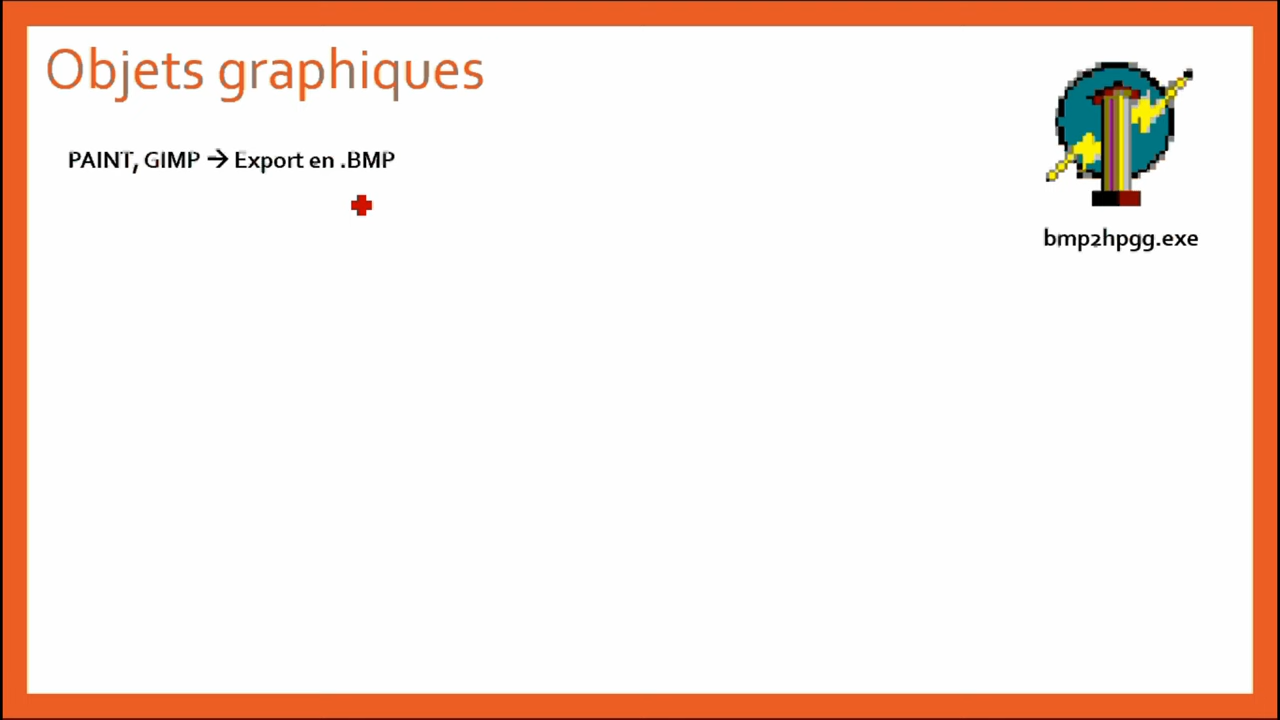 Objets graphiques
PAINT, GIMP → Export en .BMP
bmp2hpgg.exe